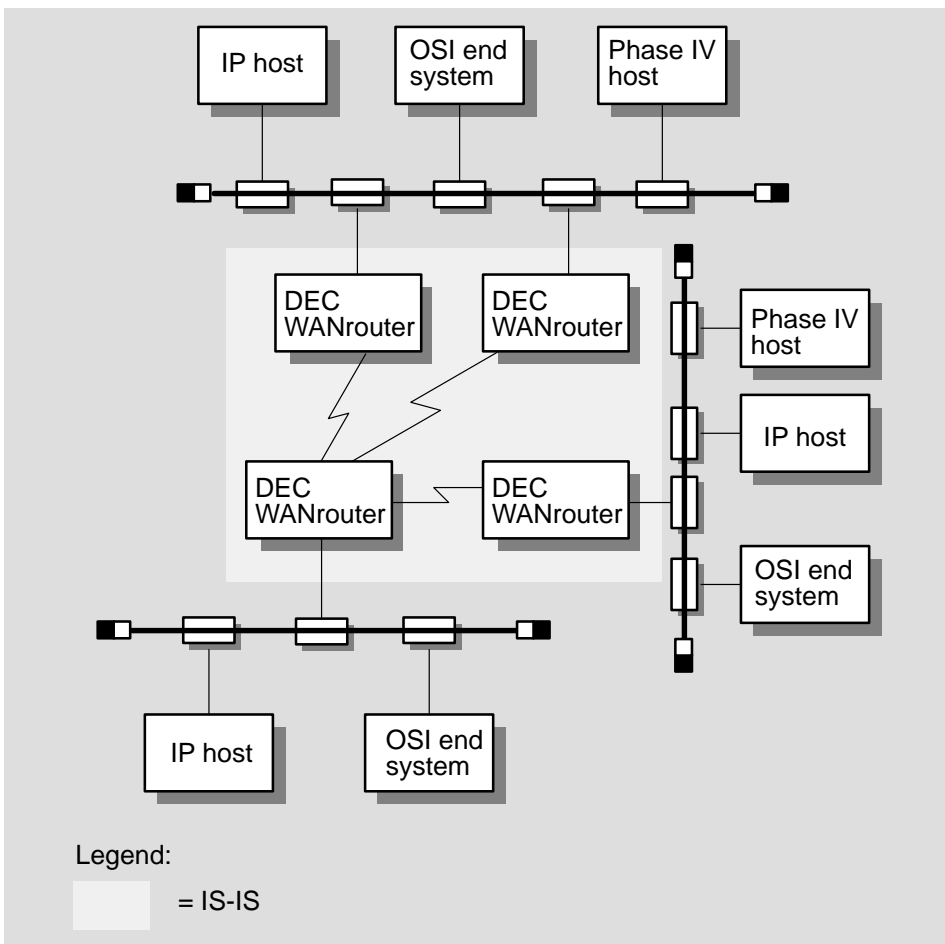 IP host
OSI end
system
Phase IV
host
DEC
WANrouter
DEC
WANrouter
Phase IV
host
IP host
DEC
WANrouter
DEC
WANrouter
OSI end
system
IP host
OSI end
system
Legend:
= IS-IS